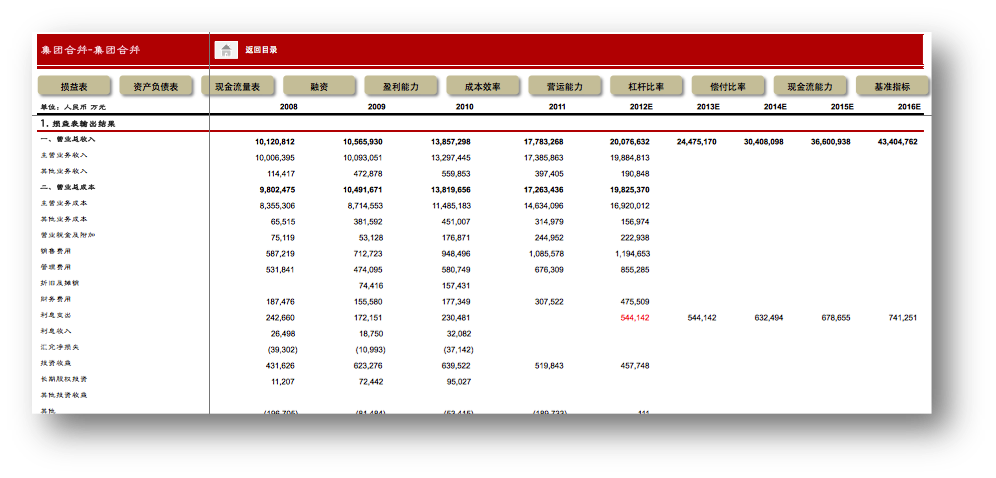 集团合并-集团合并 返回目录
损益表 资产负债表 现金流量表 融资 盈利能力 成本效率 营运能力 杠杆比率 偿付比率 现金流能力 基准指标
单位：人民币 万元 2008 2009 2010 2011 2012E 2013E 2014E 2015E 2016E
1. 损益表输出结果
一、营业总收入 10,120,812 10,565,930 13,857,298 17,783,268 20,076,632 24,475,170 30,408,098 36,600,938 43,404,762
主营业务收入 10,006,395 10,093,051 13,297,445 17,385,863 19,884,813
其他业务收入 114,417 472,878 559,853 397,405 190,848
二、营业总成本 9,802,475 10,491,671 13,819,656 17,263,436 19,825,370
主营业务成本 8,355,306 8,714,553 11,485,183 14,634,096 16,920,012
其他业务成本 65,515 381,592 451,007 314,979 156,974
营业税金及附加 75,119 53,128 176,871 244,952 222,938
销售费用 587,219 712,723 948,496 1,085,578 1,194,653
管理费用 531,841 474,095 580,749 676,309 855,285
折旧及摊销 74,416 157,431
财务费用 187,476 155,580 177,349 307,522 475,509
利息支出 242,660 172,151 230,481 544,142 544,142 632,494 678,655 741,251
利息收入 26,498 18,750 32,082
汇兑净损失 (39,302) (10,993) (37,142)
投资收益 431,626 623,276 639,522 519,843 457,748
长期股权投资 11,207 72,442 95,027
其他投资收益
其他 (196,705) (81,484) (53,415) (189,733) 111